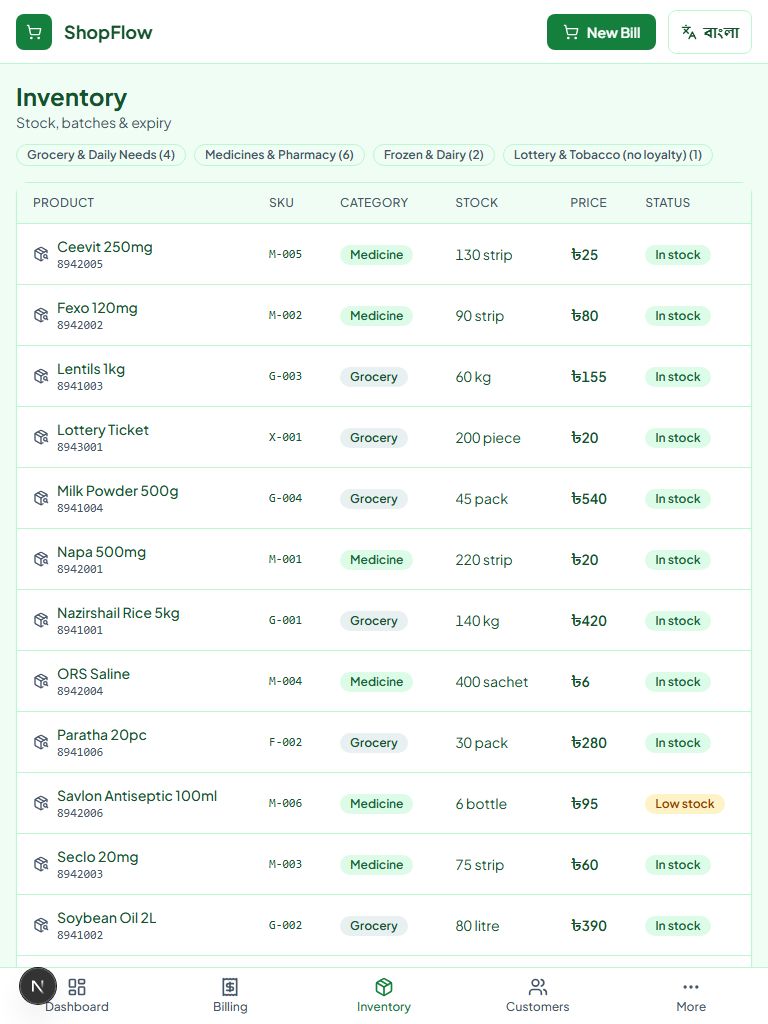 ShopFlow
New Bill
বাংলা
Inventory
Stock, batches & expiry
Grocery & Daily Needs (4) Medicines & Pharmacy (6) Frozen & Dairy (2) Lottery & Tobacco (no loyalty) (1)
PRODUCT SKU CATEGORY STOCK PRICE STATUS
Ceevit 250mg
8942005
M-005 Medicine 130 strip ৳25 In stock
Fexo 120mg
8942002
M-002 Medicine 90 strip ৳80 In stock
Lentils 1kg
8941003
G-003 Grocery 60 kg ৳155 In stock
Lottery Ticket
8943001
X-001 Grocery 200 piece ৳20 In stock
Milk Powder 500g
8941004
G-004 Grocery 45 pack ৳540 In stock
Napa 500mg
8942001
M-001 Medicine 220 strip ৳20 In stock
Nazirshail Rice 5kg
8941001
G-001 Grocery 140 kg ৳420 In stock
ORS Saline
8942004
M-004 Medicine 400 sachet ৳6 In stock
Paratha 20pc
8941006
F-002 Grocery 30 pack ৳280 In stock
Savlon Antiseptic 100ml
8942006
M-006 Medicine 6 bottle ৳95 Low stock
Seclo 20mg
8942003
M-003 Medicine 75 strip ৳60 In stock
Soybean Oil 2L
8941002
G-002 Grocery 80 litre ৳390 In stock
N
Dashboard Billing Inventory Customers More